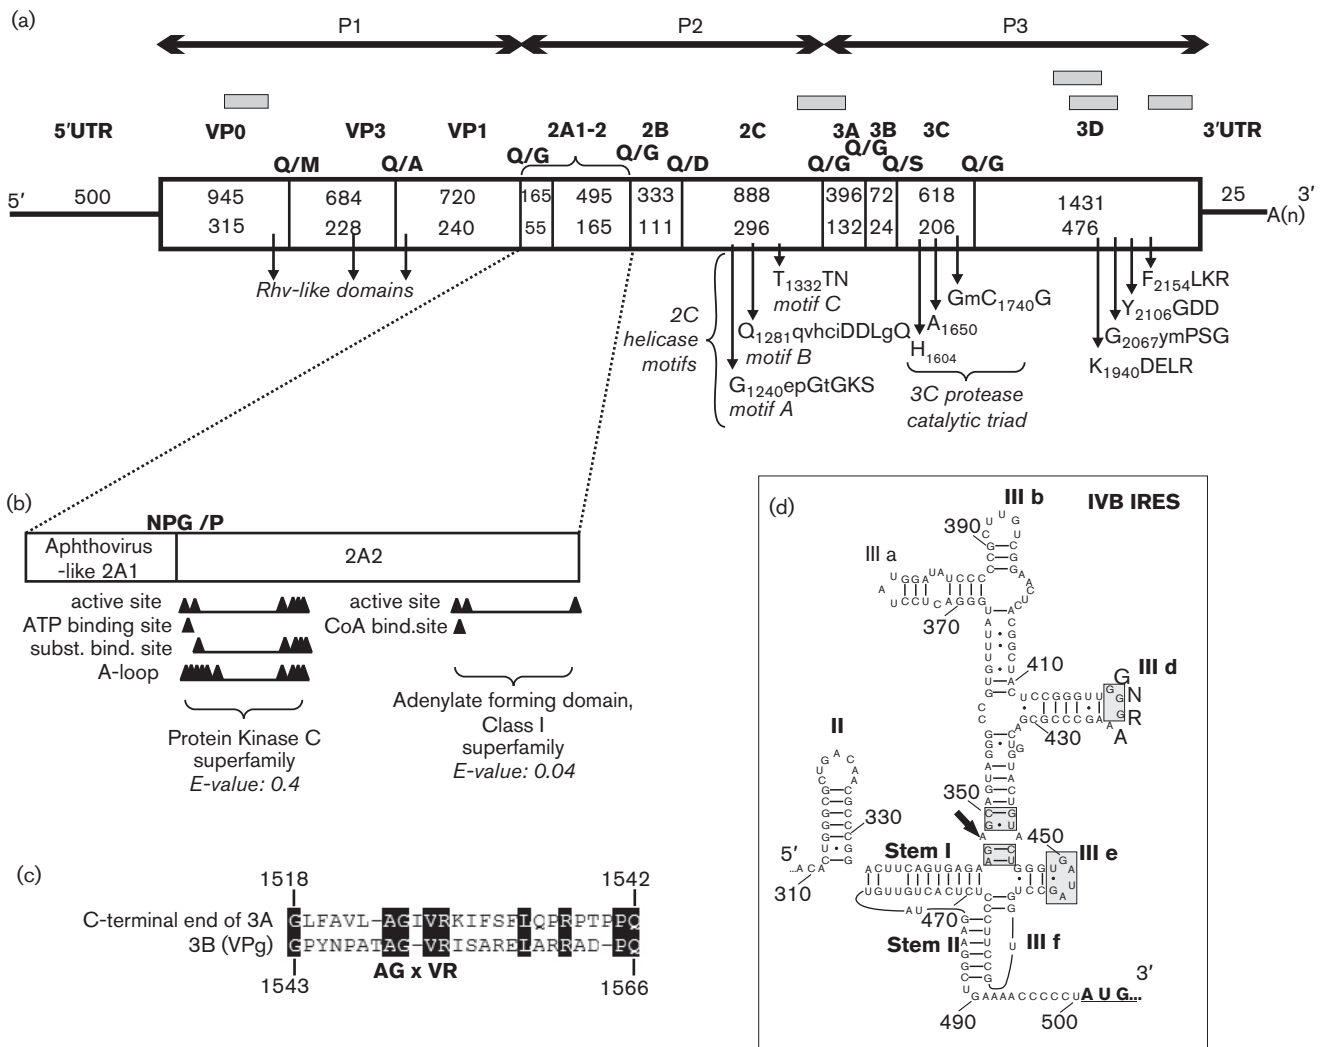 (a)
P1 P2 P3
5′UTR VP0 VP3 VP1 2A1-2 2B 2C 3A 3B 3C 3D 3′UTR
Q/M Q/A Q/G Q/G Q/D Q/G Q/G Q/S Q/G
5′ 500 945 684 720 165 495 333 888 396 72 618 1431 25 3′
315 228 240 55 165 111 296 132 24 206 476 A(n)
Rhv-like domains
2C
helicase
motifs
T1332TN
motif C
Q1281qvhciDDLgQ
motif B
G1240epGtGKS
motif A
GmC1740G
A1650
H1604
3C protease
catalytic triad
F2154LKR
Y2106GDD
G2067ymPSG
K1940DELR
(b)
NPG /P
Aphthovirus
-like 2A1
2A2
active site
ATP binding site
subst. bind. site
A-loop
Protein Kinase C
superfamily
E-value: 0.4
active site
CoA bind.site
Adenylate forming domain,
Class I
superfamily
E-value: 0.04
(c)
1518 1542
C-terminal end of 3A GLFAVL-AGIVRKIFSFLQPRPTPPQ
3B (VPg) GPYNPATAG-VRISARELARRAD-PQ
AG x VR
1543 1566
(d)
IVB IRES
III b
390
III a
370
410
III d
G
N
R
A
430
II
330
350
450
III e
5′
...ACA
310
Stem I
ACUUCAGUGAGA
UGUUGUCACUCU
470
AU
Stem II
III f
U
3′
GAAAACCCCCUAUG...
490 500